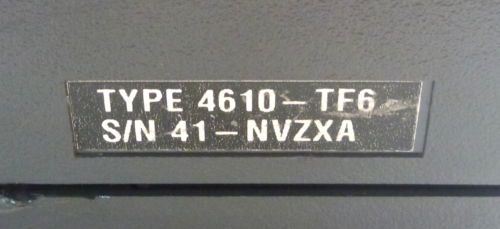 TYPE 4610-TF6
S/N 41-NVZXA